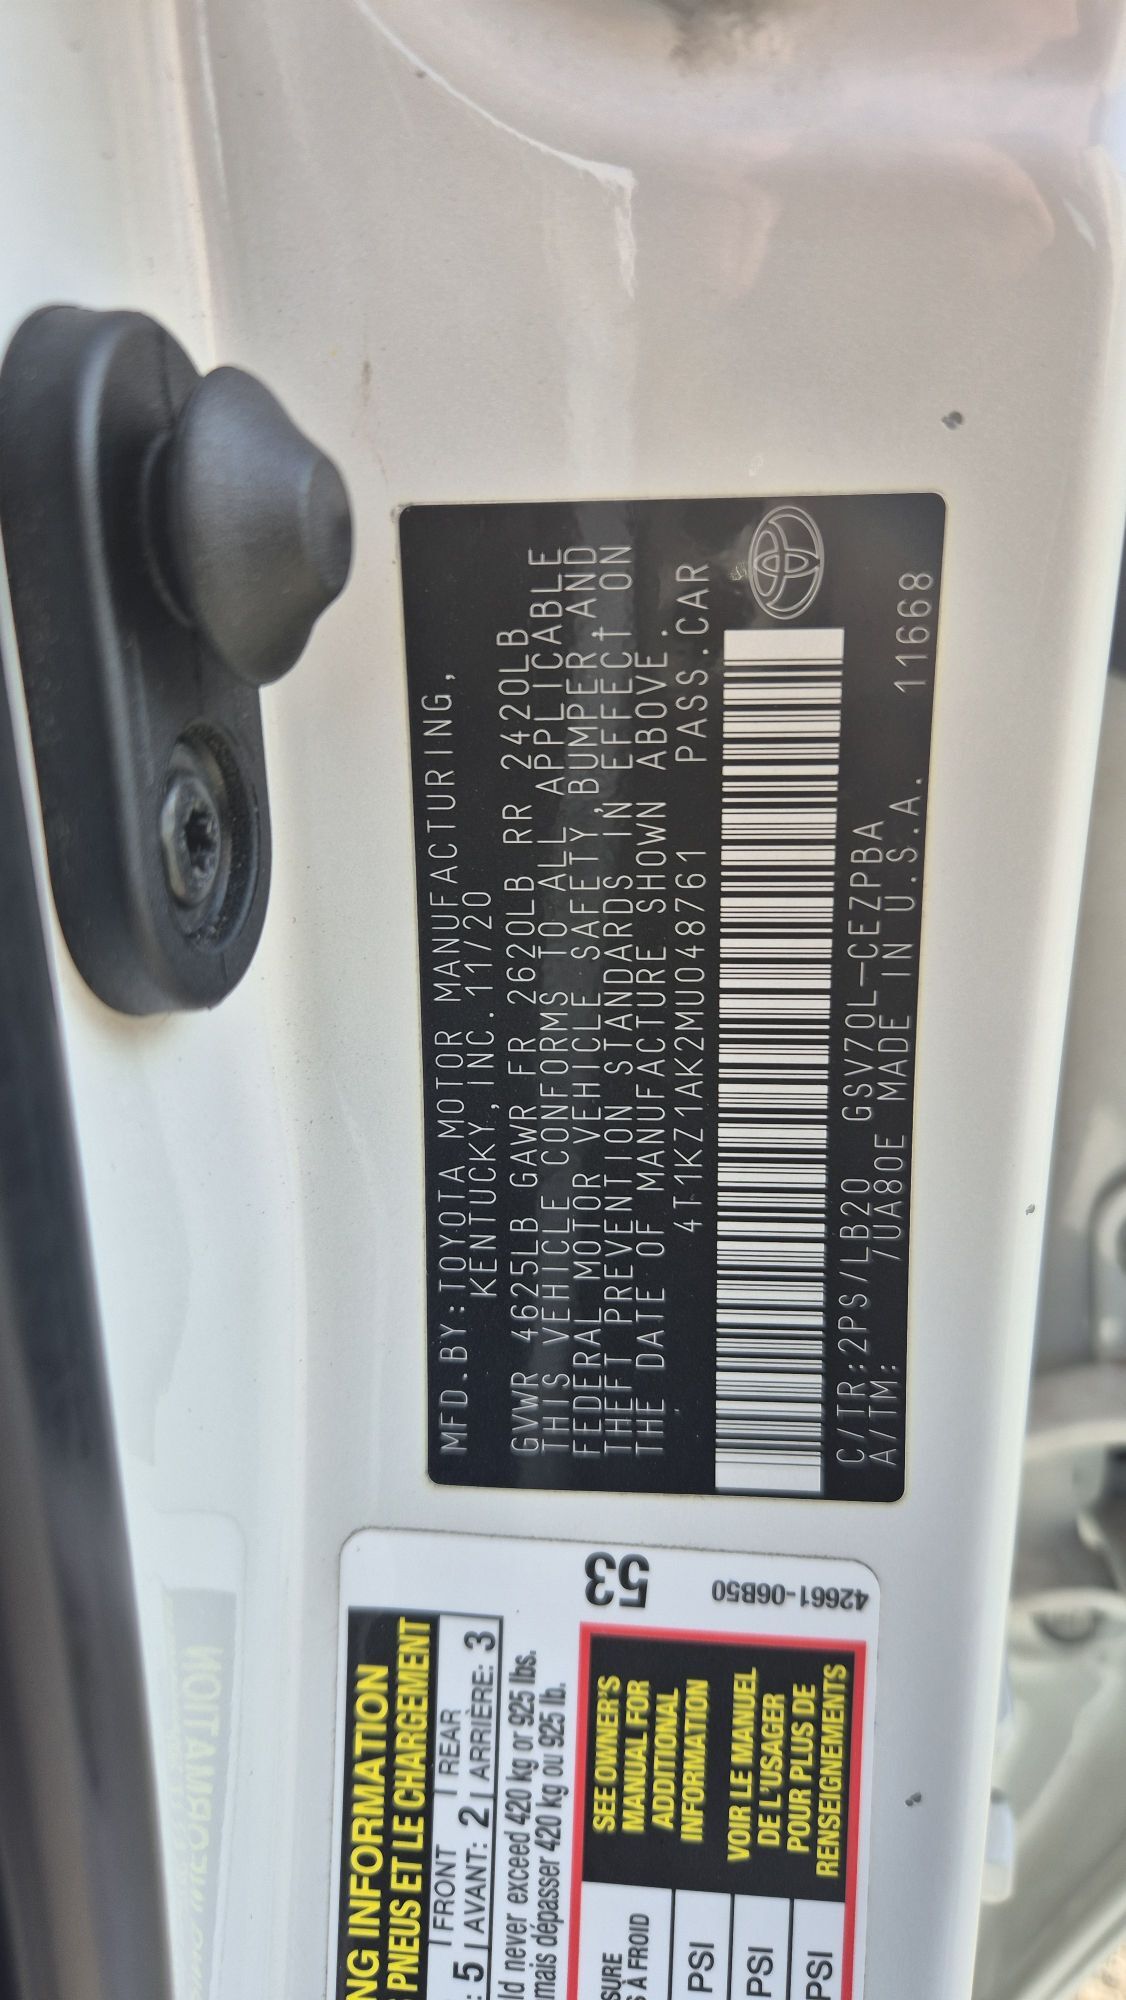 MFD.BY:TOYOTA MOTOR MANUFACTURING,
KENTUCKY,INC.11/20
GVWR 4625LB GAWR FR 2620LB RR 2420LB
THIS VEHICLE CONFORMS TO ALL APPLICABLE
FEDERAL MOTOR VEHICLE SAFETY,BUMPER,AND
THEFT PREVENTION STANDARDS IN EFFECT ON
THE DATE OF MANUFACTURE SHOWN ABOVE.
4T1KZ1AK2MU048761 PASS.CAR
C/TR:2PS/LB20 GSV70L-CEZPBA
A/TM: 7UA80E MADE IN U.S.A. 11668
53
42661-06B50
INFORMATION
PNEUS ET LE CHARGEMENT
5 FRONT REAR
AVANT: 2 ARRIÈRE: 3
never exceed 420 kg or 925 lbs.
dépasser 420 kg ou 925 lb.
SEE OWNER'S
MANUAL FOR
ADDITIONAL
INFORMATION
VOIR LE MANUEL
DE L'USAGER
POUR PLUS DE
RENSEIGNEMENTS
À FROID
PSI
PSI
PSI